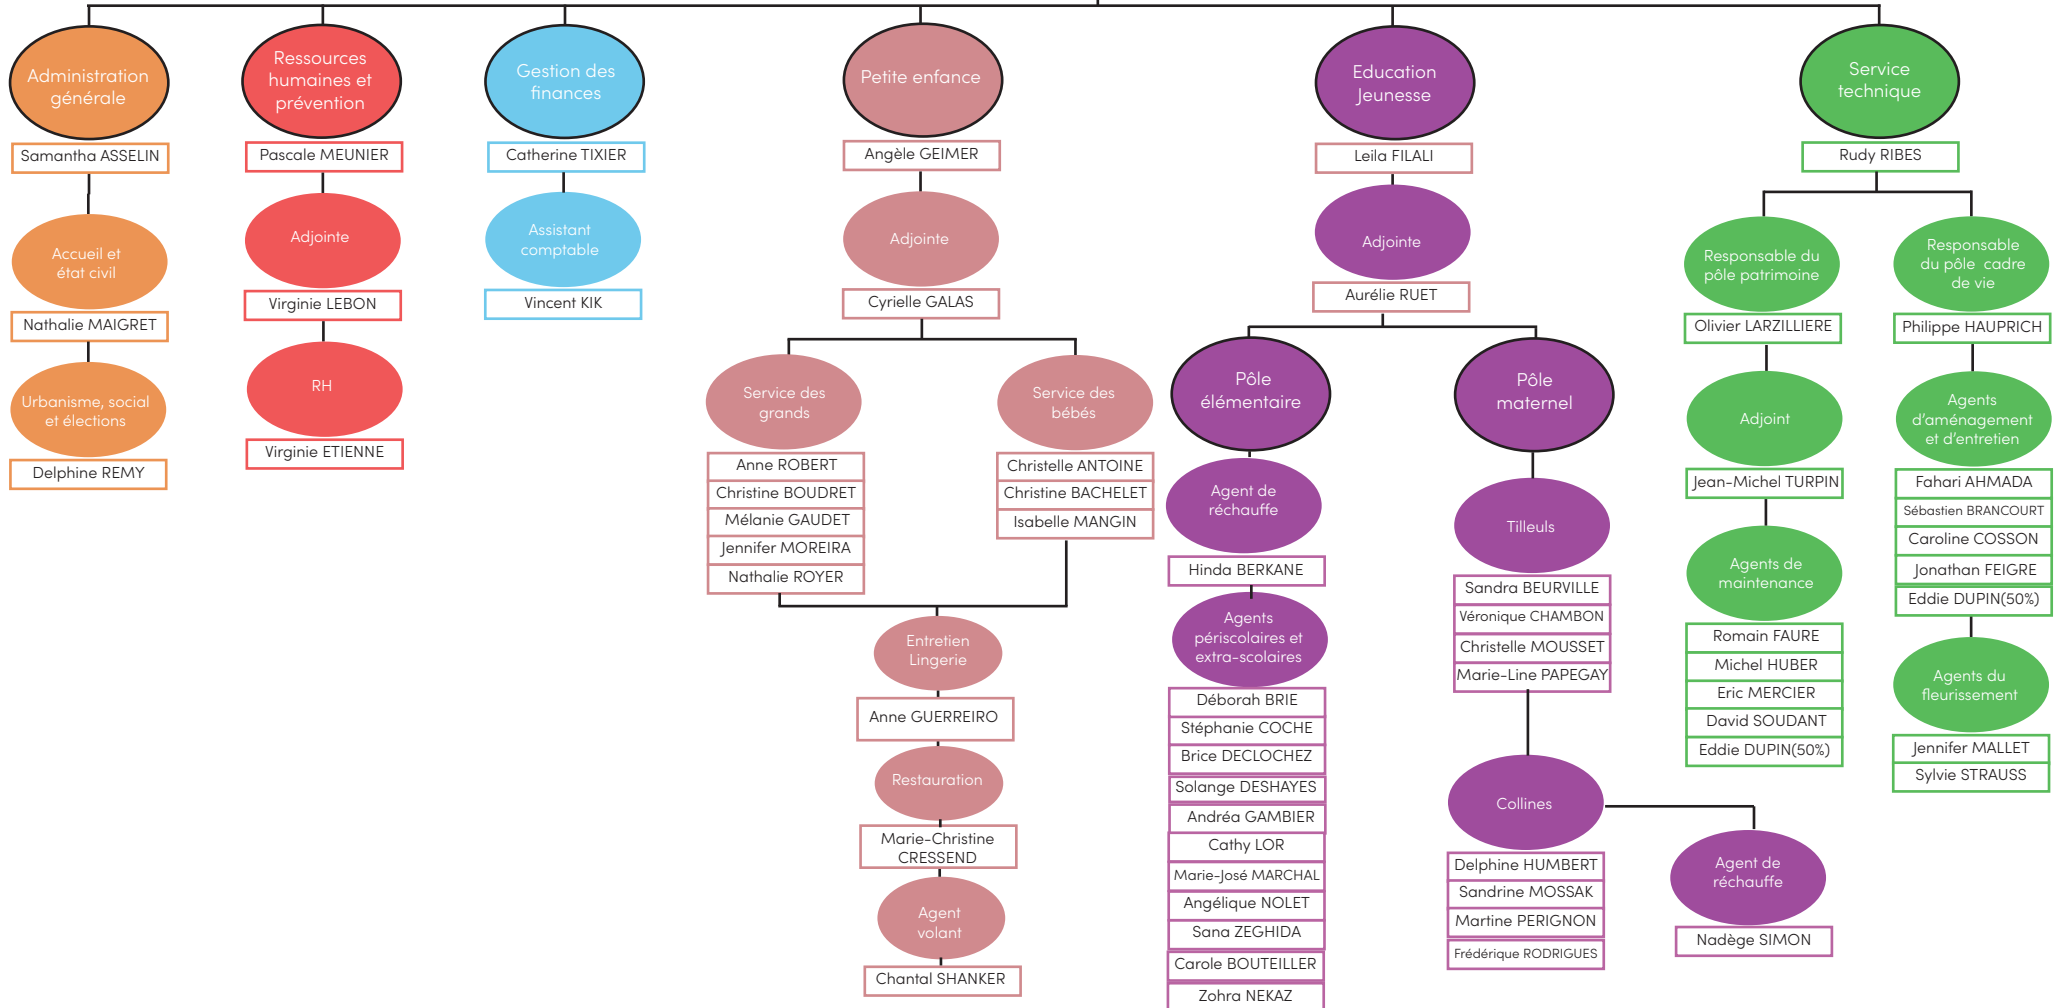 Administration
générale
Samantha ASSELIN
Accueil et
état civil
Nathalie MAIGRET
Urbanisme, social
et élections
Delphine REMY
Ressources
humaines et
prévention
Pascale MEUNIER
Adjointe
Virginie LEBON
RH
Virginie ETIENNE
Gestion des
finances
Catherine TIXIER
Assistant
comptable
Vincent KIK
Petite enfance
Angèle GEIMER
Adjointe
Cyrielle GALAS
Service des
grands
Anne ROBERT
Christine BOUDRET
Mélanie GAUDET
Jennifer MOREIRA
Nathalie ROYER
Service des
bébés
Christelle ANTOINE
Christine BACHELET
Isabelle MANGIN
Entretien
Lingerie
Anne GUERREIRO
Restauration
Marie-Christine
CRESSEND
Agent
volant
Chantal SHANKER
Education
Jeunesse
Leila FILALI
Adjointe
Aurélie RUET
Pôle
élémentaire
Agent de
réchauffe
Hinda BERKANE
Agents
périscolaires et
extra-scolaires
Déborah BRIE
Stéphanie COCHE
Brice DECLOCHEZ
Solange DESHAYES
Andréa GAMBIER
Cathy LOR
Marie-José MARCHAL
Angélique NOLET
Sana ZEGHIDA
Carole BOUTEILLER
Zohra NEKAZ
Pôle
maternel
Tilleuls
Sandra BEURVILLE
Véronique CHAMBON
Christelle MOUSSET
Marie-Line PAPEGAY
Collines
Delphine HUMBERT
Sandrine MOSSAK
Martine PERIGNON
Frédérique RODRIGUES
Agent de
réchauffe
Nadège SIMON
Service
technique
Rudy RIBES
Responsable du
pôle patrimoine
Olivier LARZILLIERE
Adjoint
Jean-Michel TURPIN
Agents de
maintenance
Romain FAURE
Michel HUBER
Eric MERCIER
David SOUDANT
Eddie DUPIN(50%)
Responsable
du pôle cadre
de vie
Philippe HAUPRICH
Agents
d'aménagement
et d'entretien
Fahari AHMADA
Sébastien BRANCOURT
Caroline COSSON
Jonathan FEIGRE
Eddie DUPIN(50%)
Agents du
fleurissement
Jennifer MALLET
Sylvie STRAUSS